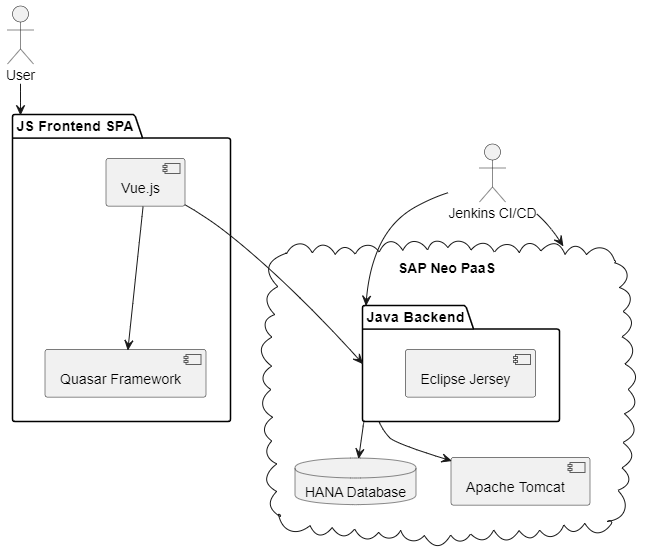 User
JS Frontend SPA
Vue.js
Jenkins CI/CD
SAP Neo PaaS
Java Backend
Quasar Framework
Eclipse Jersey
HANA Database
Apache Tomcat